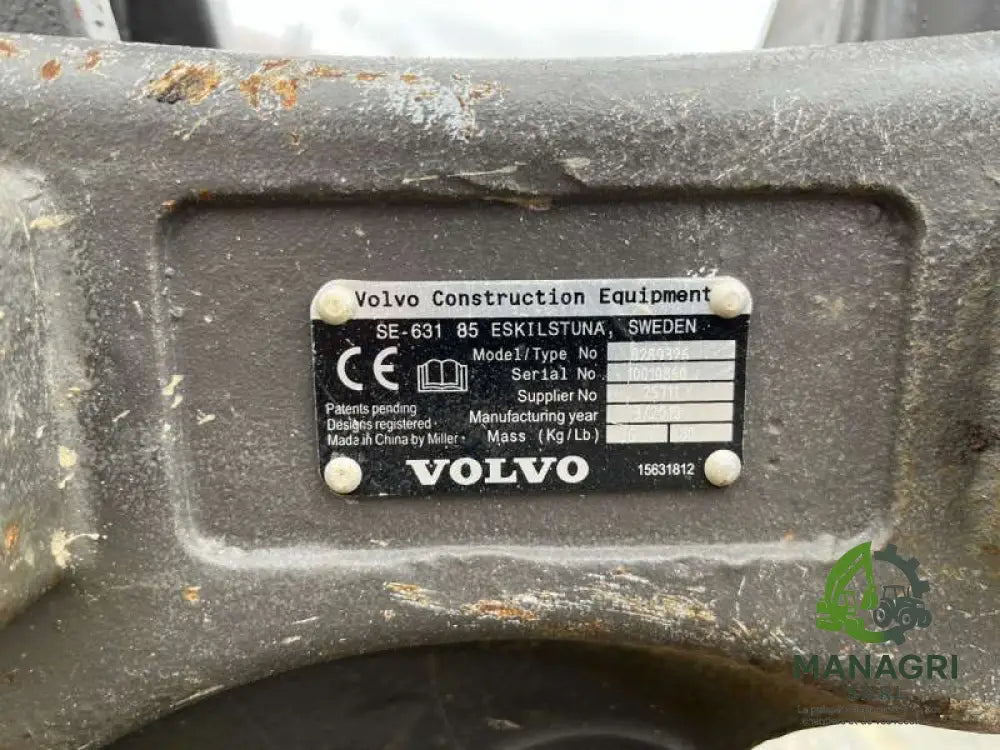 Volvo Construction Equipment
SE-631 85 ESKILSTUNA, SWEDEN
CE
Model/Type No
Serial No
Supplier No
Patents pending
Designs registered
Manufacturing year
Made in China by Miller
Mass (Kg/Lb)
VOLVO
15631812
MANAGRI